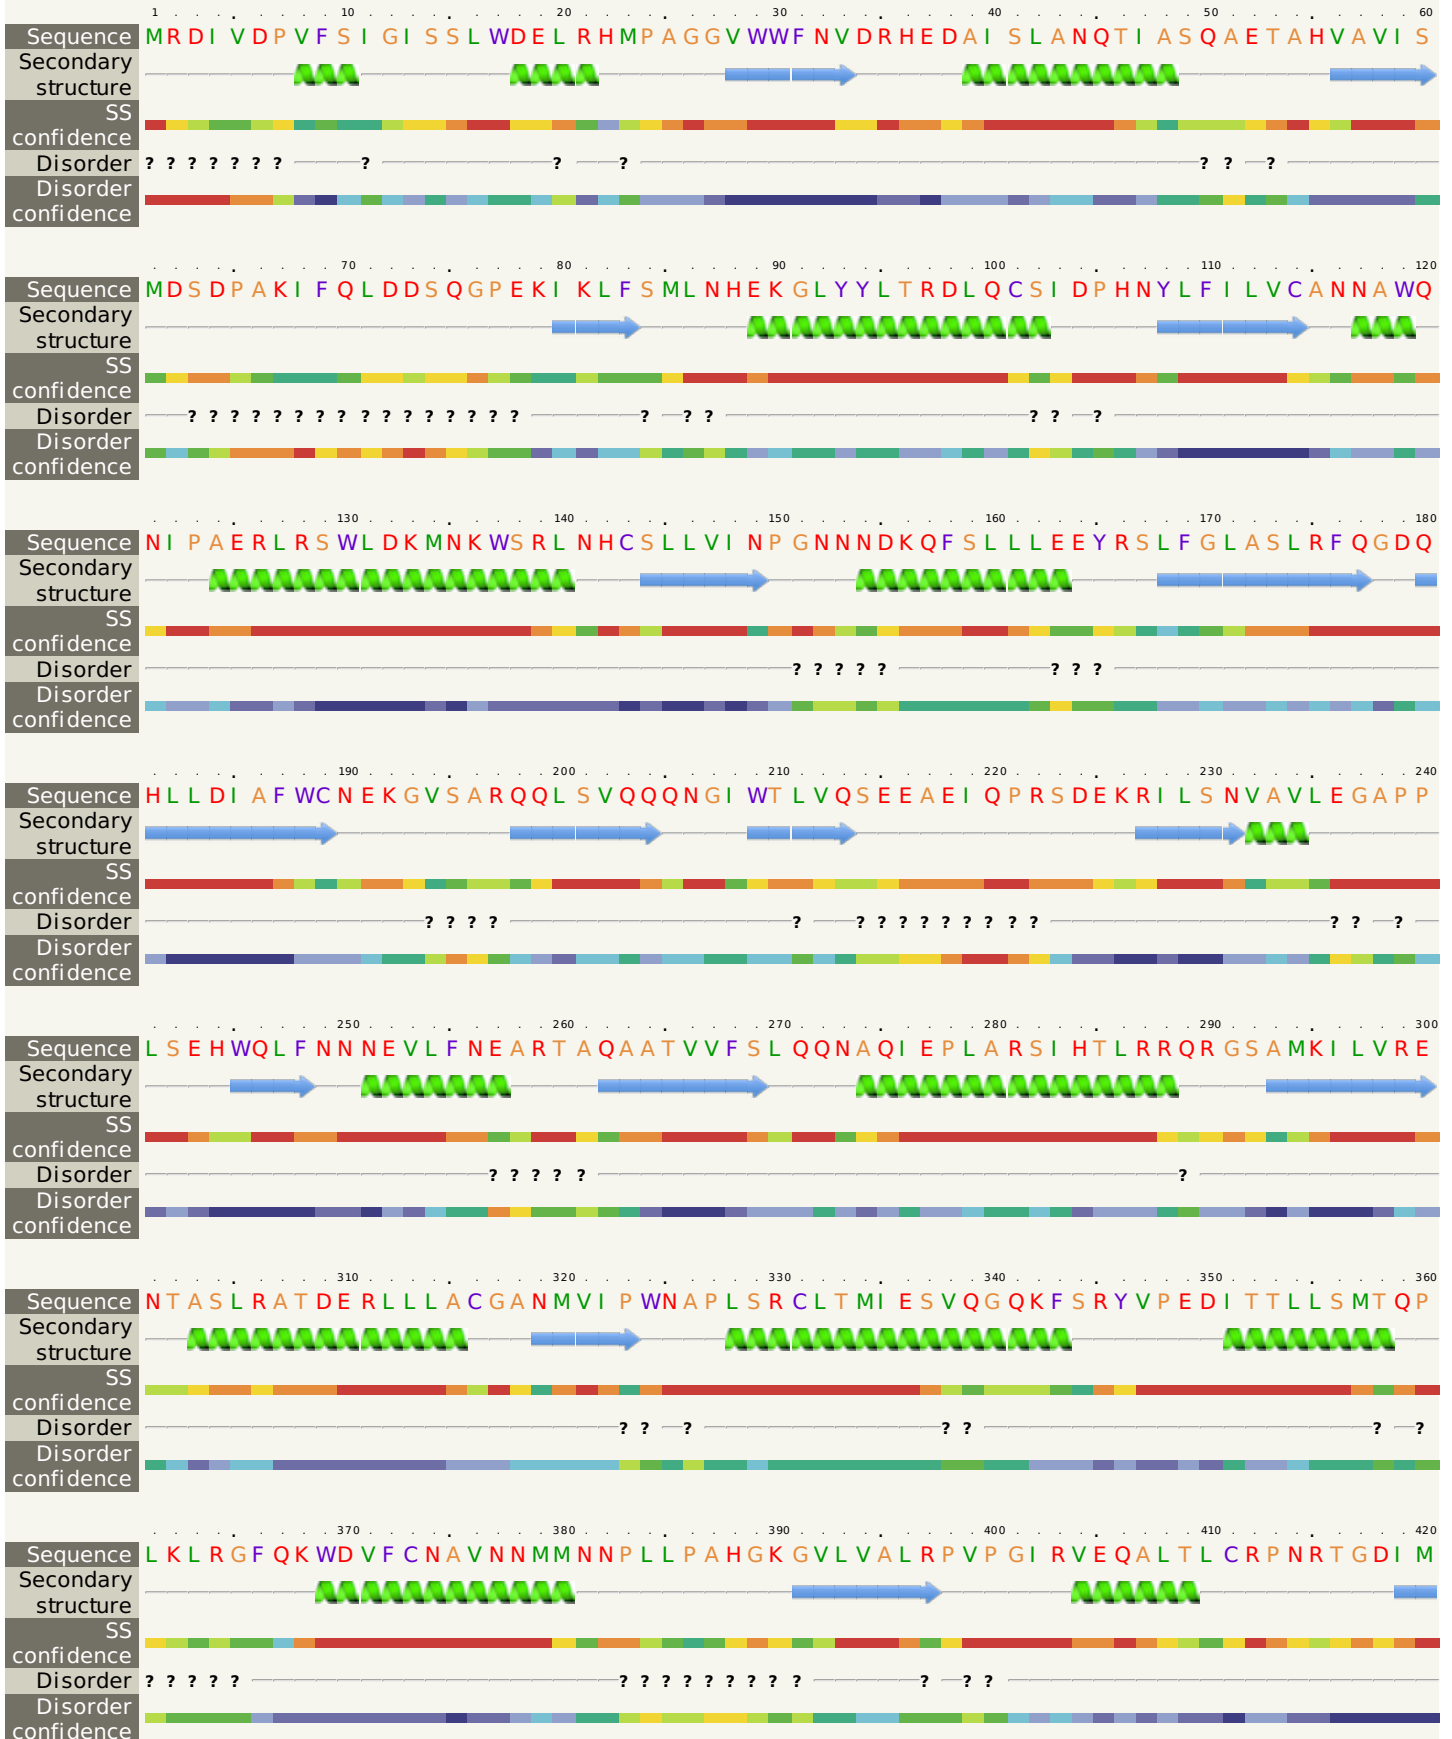 1 10 20 30 40 50 60
Sequence MRDIVDPVFSIGISSLWDELRHMPAGGVWWFNVDRHEDAISLANQTIASQAETAHVAVIS
Secondary
structure
SS
confidence
Disorder ? ? ? ? ? ? ? ? ? ? ? ? ?
Disorder
confidence
70 80 90 100 110 120
Sequence MDSDPAKIFQLDDSQGPEKIKLFSMLNHEKGLYYLTRDLQCSIDPHNYLFILVCANNAWQ
Secondary
structure
SS
confidence
Disorder ? ? ? ? ? ? ? ? ? ? ? ? ? ? ? ? ? ? ? ? ? ?
Disorder
confidence
130 140 150 160 170 180
Sequence NIPAERLRSWLDKMNKWSRLNHCSLLVINPGNNNDKQFSLLLEEYRSLFGLASLRFQGDQ
Secondary
structure
SS
confidence
Disorder ? ? ? ? ? ? ? ?
Disorder
confidence
190 200 210 220 230 240
Sequence HLLDIAFWCNEKGVSARQQLSVQQQNGIWTLVQSEEAEIQPRSDEKRILSNVAVLEGAPP
Secondary
structure
SS
confidence
Disorder ? ? ? ? ? ? ? ? ? ? ? ? ? ? ? ? ?
Disorder
confidence
250 260 270 280 290 300
Sequence LSEHWQLFNNNEVLFNEARTAQAATVVFSLQQNAQIEPLARSIHTLRRQRGSAMKILVRE
Secondary
structure
SS
confidence
Disorder ? ? ? ? ? ?
Disorder
confidence
310 320 330 340 350 360
Sequence NTASLRATDERLLLACGANMVIPWNAPLSRCLTMIESVQGQKFSRYVPEDITTLLSMTQP
Secondary
structure
SS
confidence
Disorder ? ? ? ? ? ? ?
Disorder
confidence
370 380 390 400 410 420
Sequence LKLRGFQKWDVFCNAVNNMMNNPLLPAHGKGVLVALRPVPGIRVEQALTLCRPNRTGDIM
Secondary
structure
SS
confidence
Disorder ? ? ? ? ? ? ? ? ? ? ? ? ? ? ? ? ?
Disorder
confidence